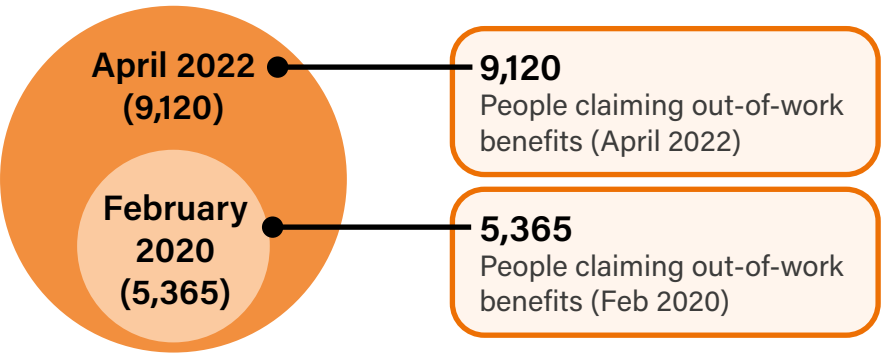 April 2022
(9,120)
February
2020
(5,365)
9,120
People claiming out-of-work
benefits (April 2022)
5,365
People claiming out-of-work
benefits (Feb 2020)